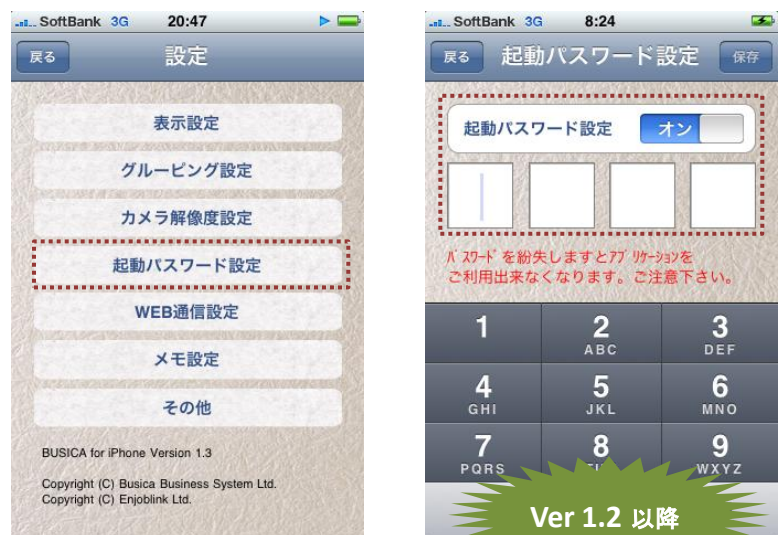 SoftBank 3G 20:47
戻る 設定
表示設定
グルーピング設定
カメラ解像度設定
起動パスワード設定
WEB通信設定
メモ設定
その他
BUSICA for iPhone Version 1.3
Copyright (C) Busica Business System Ltd.
Copyright (C) Enjoblink Ltd.
SoftBank 3G 8:24
戻る 起動パスワード設定 保存
起動パスワード設定 オン
ﾊﾟｽﾜｰﾄﾞを紛失しますとｱﾌﾟﾘｹｰｼｮﾝを
ご利用出来なくなります。ご注意下さい。
1 2 3
ABC DEF
4 5 6
GHI JKL MNO
7 8 9
PQRS WXYZ
Ver 1.2 以降